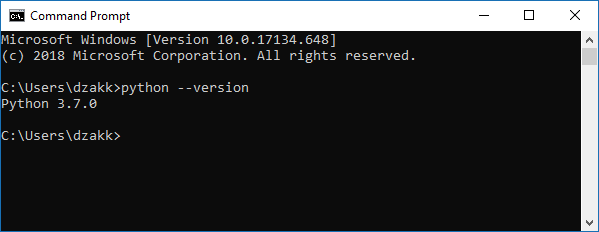 Command Prompt
Microsoft Windows [Version 10.0.17134.648]
(c) 2018 Microsoft Corporation. All rights reserved.
C:\Users\dzakk>python --version
Python 3.7.0
C:\Users\dzakk>